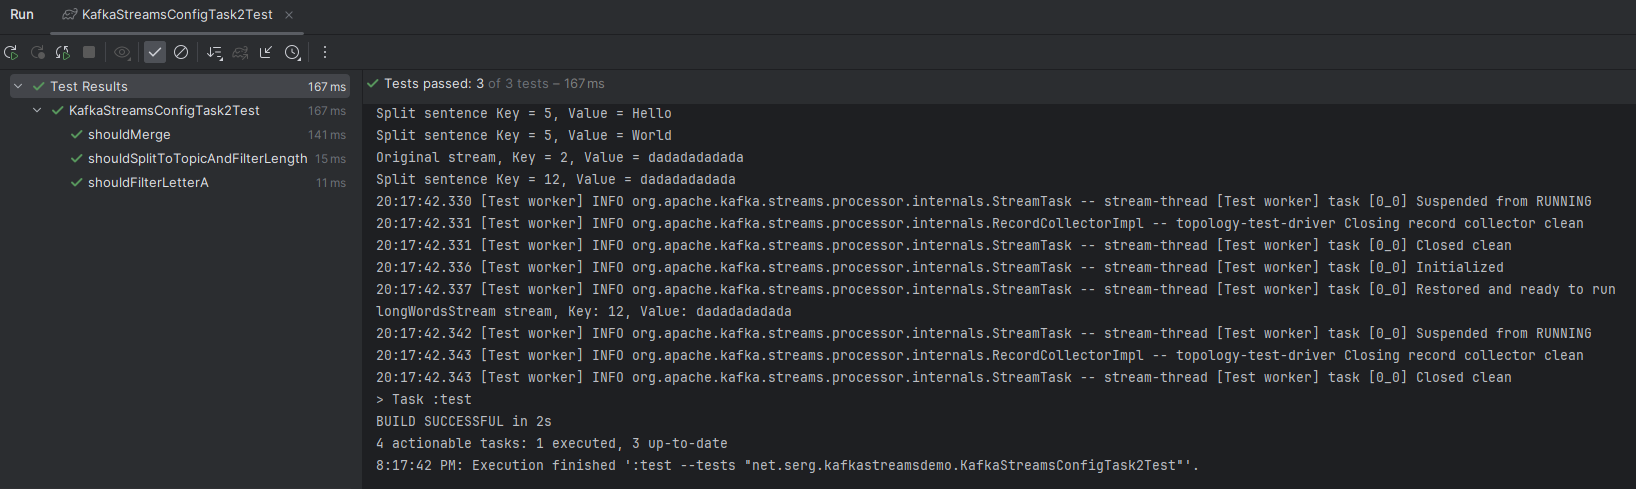 Run KafkaStreamsConfigTask2Test
Test Results 167 ms
KafkaStreamsConfigTask2Test 167 ms
shouldMerge 141 ms
shouldSplitToTopicAndFilterLength 15 ms
shouldFilterLetterA 11 ms
Tests passed: 3 of 3 tests – 167 ms
Split sentence Key = 5, Value = Hello
Split sentence Key = 5, Value = World
Original stream, Key = 2, Value = dadadadadada
Split sentence Key = 12, Value = dadadadadada
20:17:42.330 [Test worker] INFO org.apache.kafka.streams.processor.internals.StreamTask -- stream-thread [Test worker] task [0_0] Suspended from RUNNING
20:17:42.331 [Test worker] INFO org.apache.kafka.streams.processor.internals.RecordCollectorImpl -- topology-test-driver Closing record collector clean
20:17:42.331 [Test worker] INFO org.apache.kafka.streams.processor.internals.StreamTask -- stream-thread [Test worker] task [0_0] Closed clean
20:17:42.336 [Test worker] INFO org.apache.kafka.streams.processor.internals.StreamTask -- stream-thread [Test worker] task [0_0] Initialized
20:17:42.337 [Test worker] INFO org.apache.kafka.streams.processor.internals.StreamTask -- stream-thread [Test worker] task [0_0] Restored and ready to run
longWordsStream stream, Key: 12, Value: dadadadadada
20:17:42.342 [Test worker] INFO org.apache.kafka.streams.processor.internals.StreamTask -- stream-thread [Test worker] task [0_0] Suspended from RUNNING
20:17:42.343 [Test worker] INFO org.apache.kafka.streams.processor.internals.RecordCollectorImpl -- topology-test-driver Closing record collector clean
20:17:42.343 [Test worker] INFO org.apache.kafka.streams.processor.internals.StreamTask -- stream-thread [Test worker] task [0_0] Closed clean
> Task :test
BUILD SUCCESSFUL in 2s
4 actionable tasks: 1 executed, 3 up-to-date
8:17:42 PM: Execution finished ':test --tests "net.serg.kafkastreamsdemo.KafkaStreamsConfigTask2Test"'.